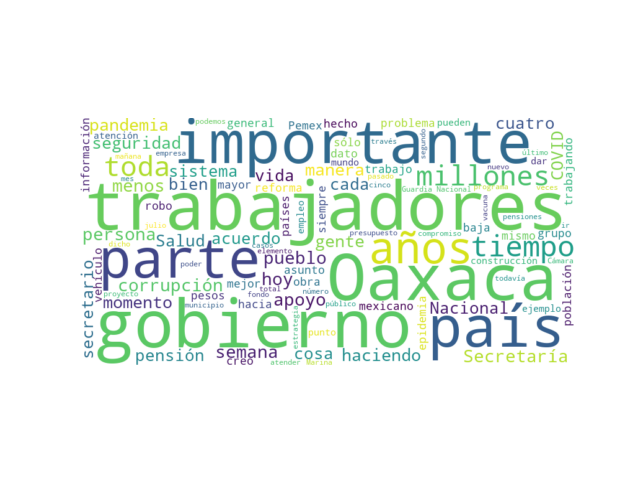 podemos general Pemex hecho problema pueden cuatro
pandemia importante COVID
atención
información
seguridad
sólo través segundo último dar trabajando
mañana empresa
toda sistema vida manera dato mundo trabajo millones nuevo
mes
menos bien mayor reforma cada cinco pasado Guardia Nacional programa veces
robo países empleo siempre vacuna pensiones
trabajadores
julio presupuesto compromiso baja mismo grupo ir
persona Salud acuerdo gente años tiempo
dicho casos
parte pueblo Oaxaca construcción Cámara
vehículo poder elemento asunto todavía
secretario corrupción mejor hoy obra población
proyecto fondo total número público
momento pesos hacia apoyo mexicano Nacional ejemplo
municipio estrategia
gobierno punto epidemia país
pensión semana cosa haciendo Secretaría
creo atender Marina